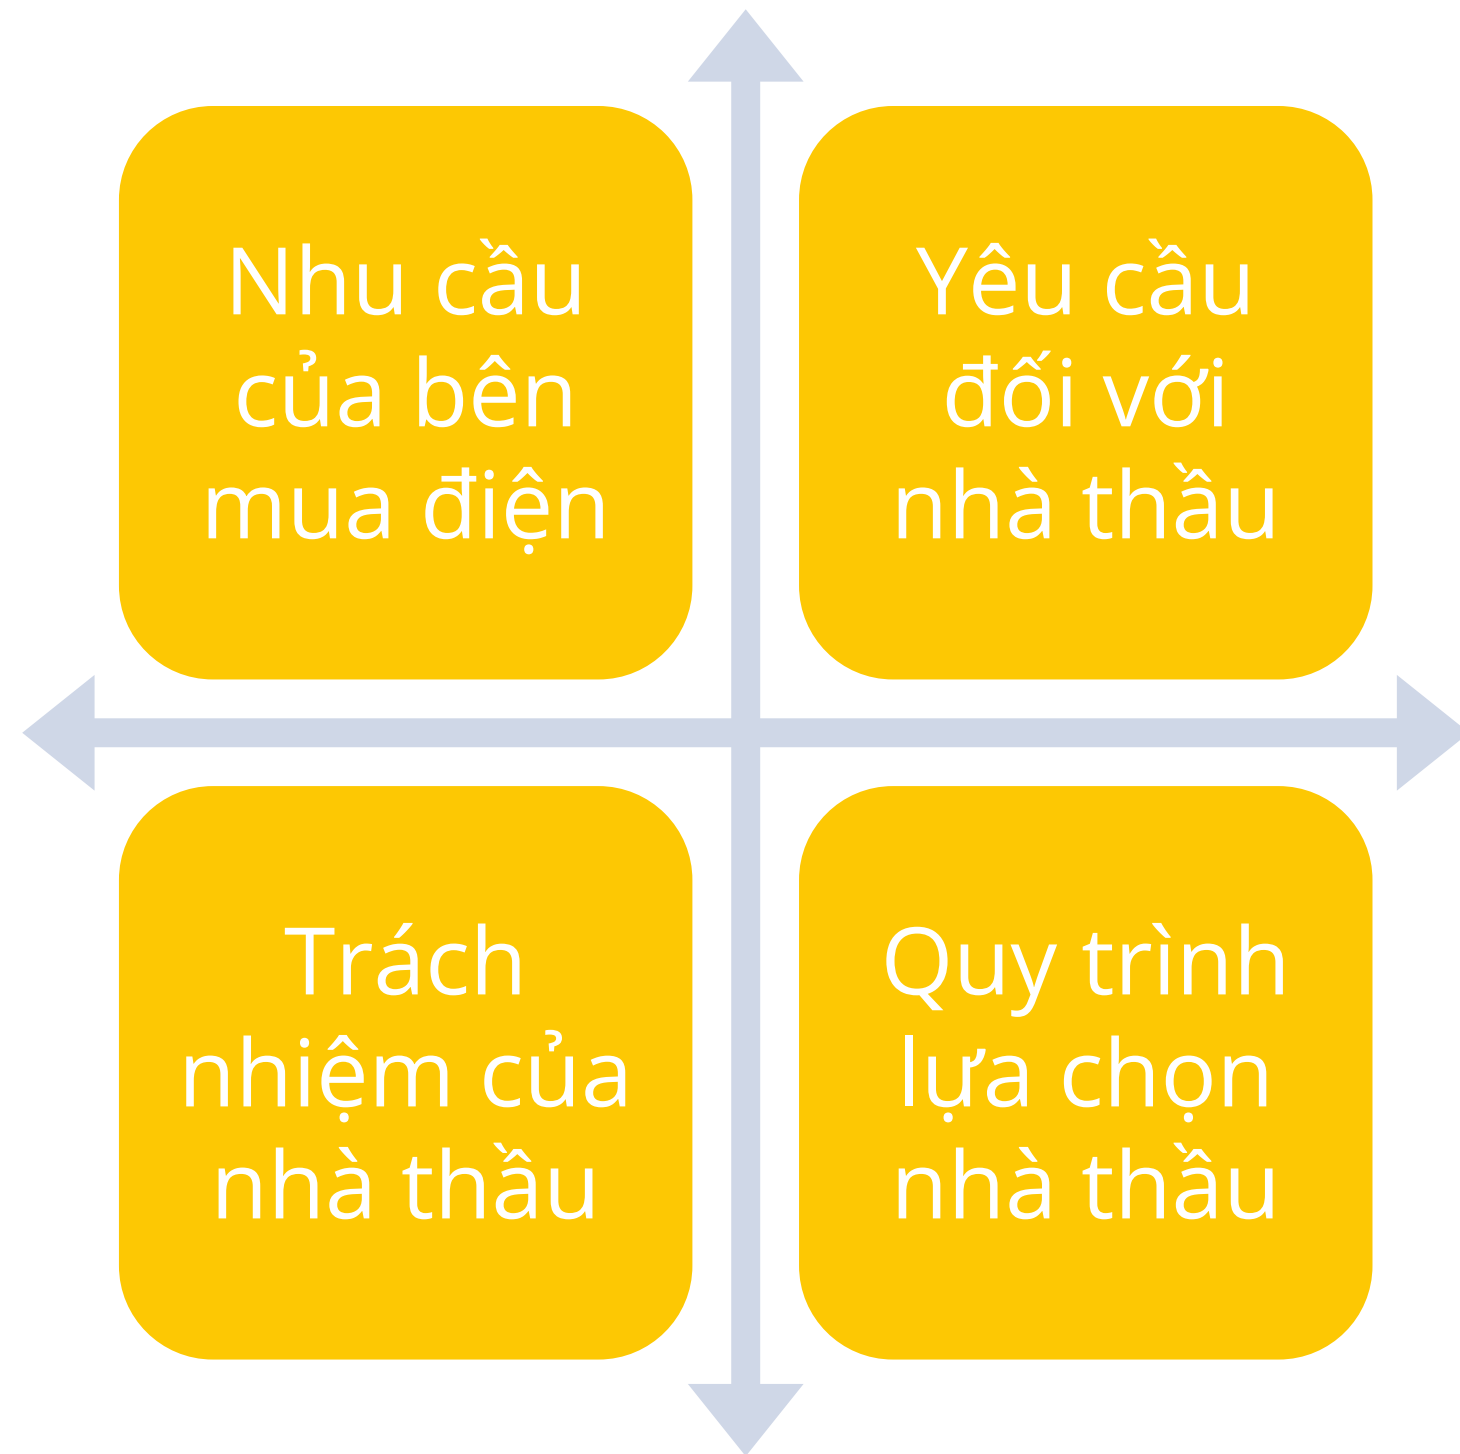 Nhu cầu
của bên
mua điện
Yêu cầu
đối với
nhà thầu
Trách
nhiệm của
nhà thầu
Quy trình
lựa chọn
nhà thầu